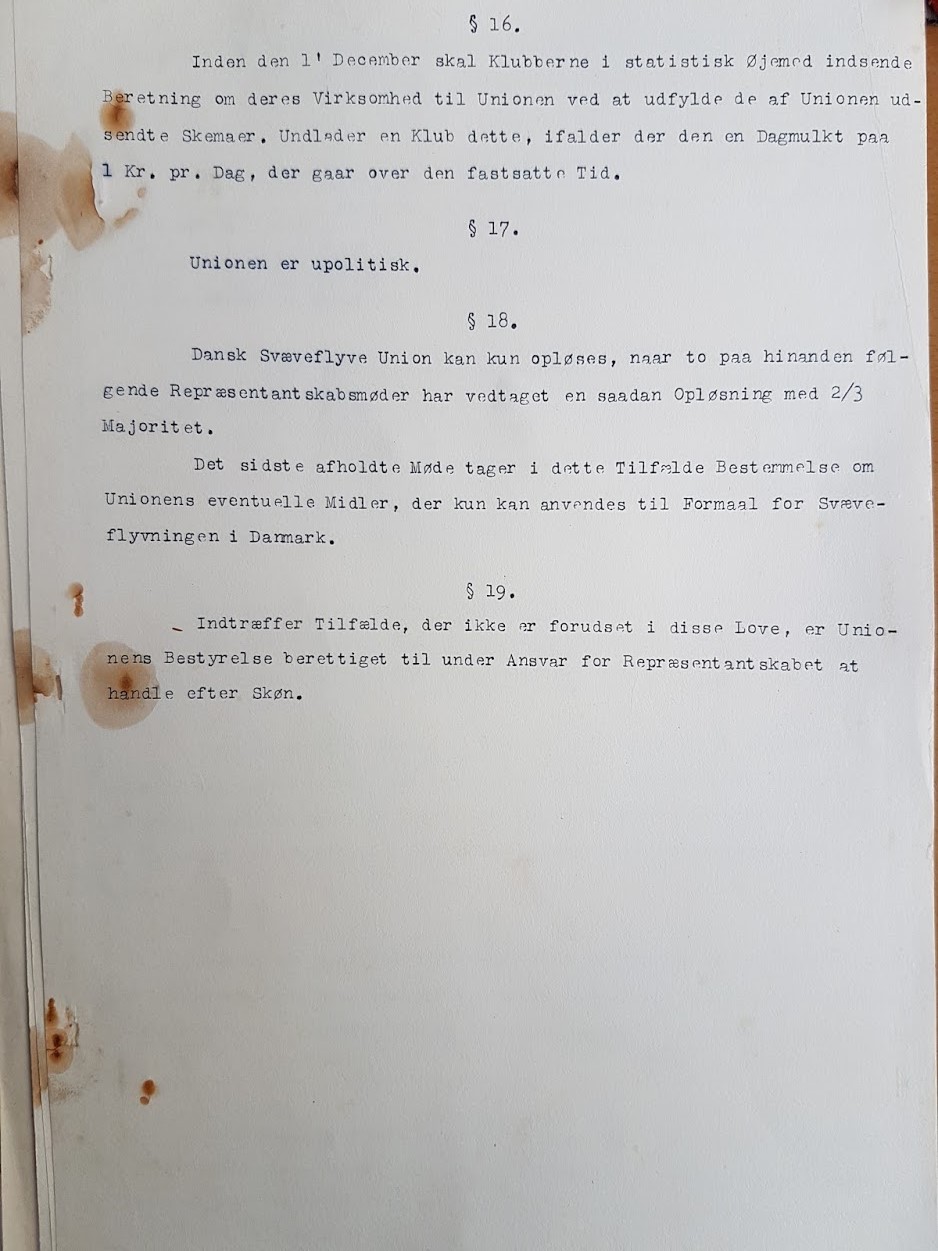 § 16.
Inden den 1' December skal Klubberne i statistisk Øjemed indsende
Beretning om deres Virksomhed til Unionen ved at udfylde de af Unionen ud-
sendte Skemaer. Undlader en Klub dette, ifalder der den en Dagmulkt paa
1 Kr. pr. Dag, der gaar over den fastsatte Tid.
§ 17.
Unionen er upolitisk.
§ 18.
Dansk Svæveflyve Union kan kun opløses, naar to paa hinanden føl-
gende Repræsentantskabsmøder har vedtaget en saadan Opløsning med 2/3
Majoritet.
Det sidste afholdte Møde tager i dette Tilfælde Bestemmelse om
Unionens eventuelle Midler, der kun kan anvendes til Formaal for Svæve-
flyvningen i Danmark.
§ 19.
Indtræffer Tilfælde, der ikke er forudset i disse Love, er Unio-
nens Bestyrelse berettiget til under Ansvar for Repræsentantskabet at
handle efter Skøn.